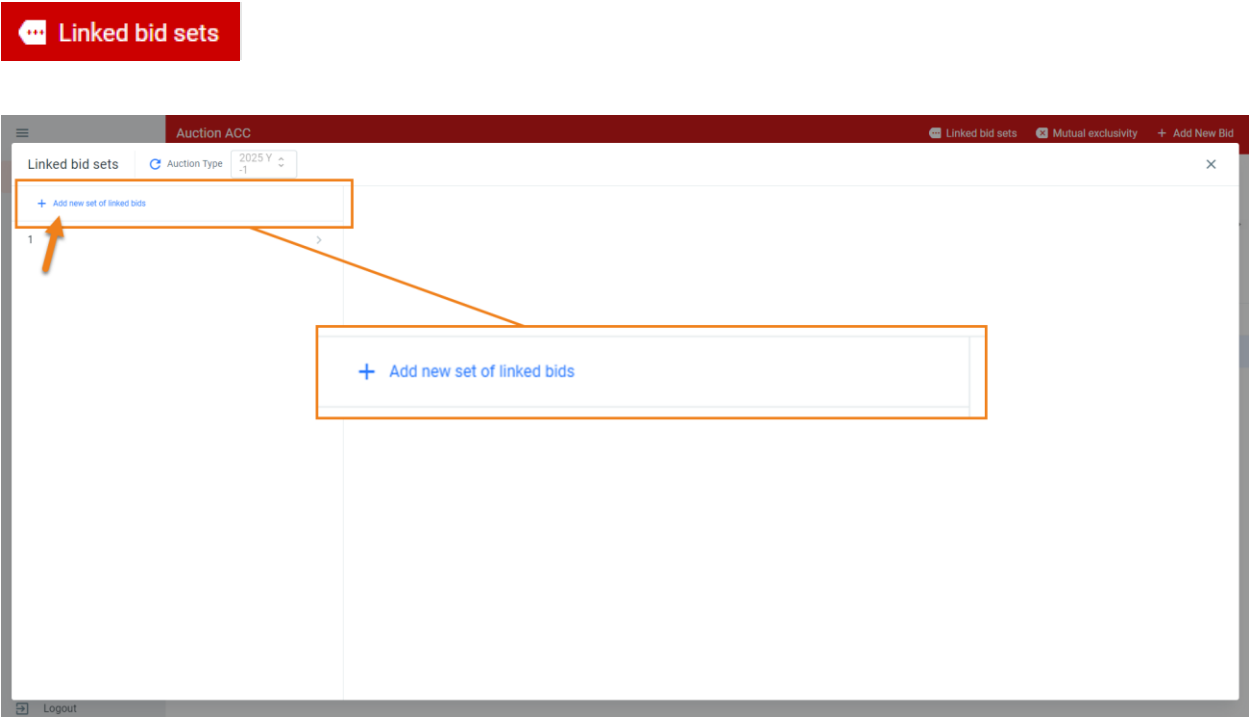 Linked bid sets
Auction ACC
Linked bid sets
Mutual exclusivity
+ Add New Bid
Linked bid sets
Auction Type
2025 Y
-1
+ Add new set of linked bids
1
+ Add new set of linked bids
Logout